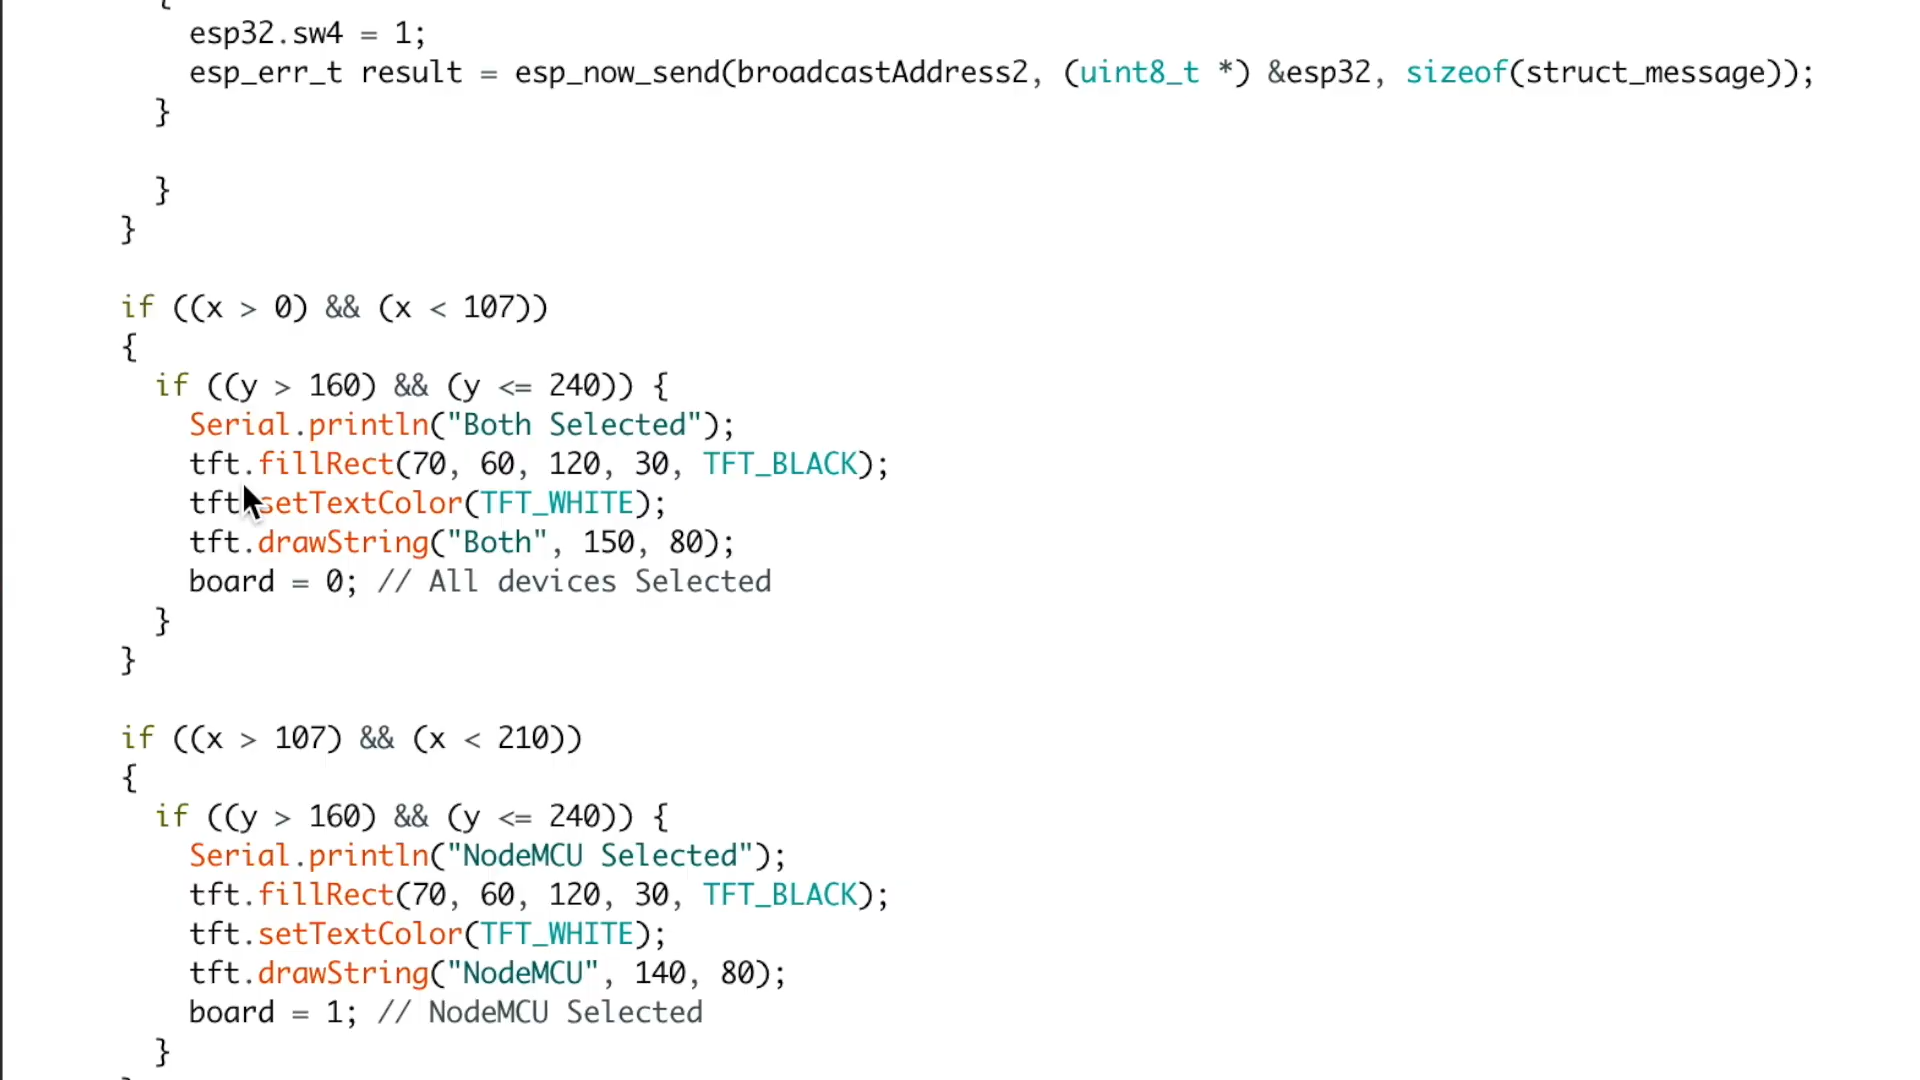 {
esp32.sw4 = 1;
esp_err_t result = esp_now_send(broadcastAddress2, (uint8_t *) &esp32, sizeof(struct_message));
}
}
}
if ((x > 0) && (x < 107))
{
if ((y > 160) && (y <= 240)) {
Serial.println("Both Selected");
tft.fillRect(70, 60, 120, 30, TFT_BLACK);
tft.setTextColor(TFT_WHITE);
tft.drawString("Both", 150, 80);
board = 0; // All devices Selected
}
}
if ((x > 107) && (x < 210))
{
if ((y > 160) && (y <= 240)) {
Serial.println("NodeMCU Selected");
tft.fillRect(70, 60, 120, 30, TFT_BLACK);
tft.setTextColor(TFT_WHITE);
tft.drawString("NodeMCU", 140, 80);
board = 1; // NodeMCU Selected
}
}